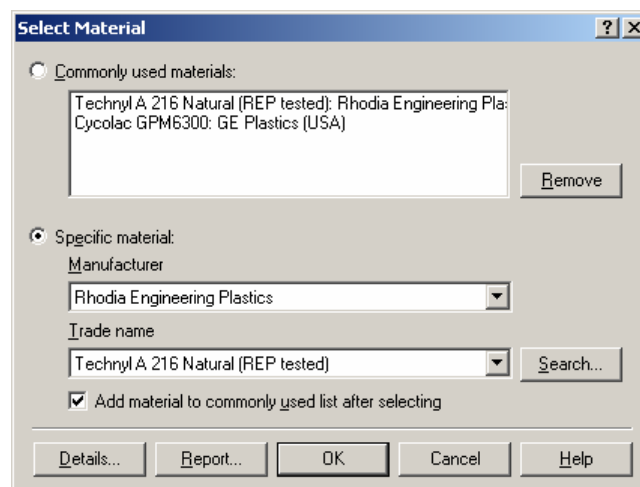 Select Material
Commonly used materials:
Technyl A 216 Natural (REP tested): Rhodia Engineering Pla
Cycolac GPM6300: GE Plastics (USA)
Remove
Specific material:
Manufacturer
Rhodia Engineering Plastics
Trade name
Technyl A 216 Natural (REP tested)
Search...
Add material to commonly used list after selecting
Details... Report... OK Cancel Help